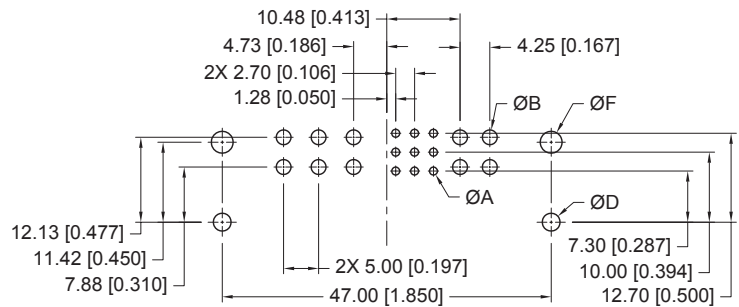 10.48 [0.413]
4.73 [0.186]
4.25 [0.167]
2X 2.70 [0.106]
1.28 [0.050]
ØB
ØF
ØA
ØD
12.13 [0.477]
11.42 [0.450]
7.88 [0.310]
2X 5.00 [0.197]
47.00 [1.850]
7.30 [0.287]
10.00 [0.394]
12.70 [0.500]